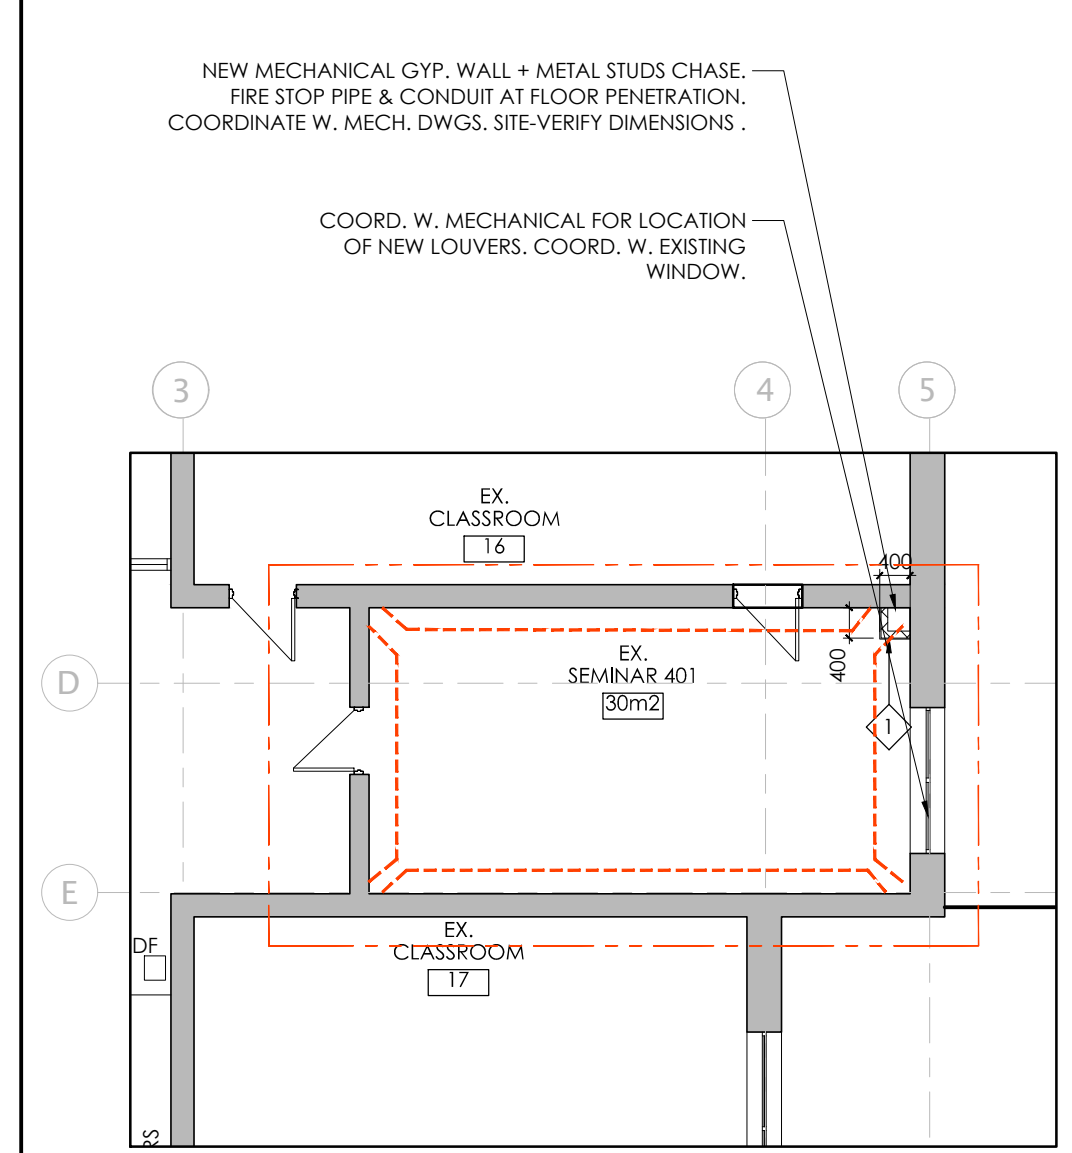 NEW MECHANICAL GYP. WALL + METAL STUDS CHASE.
FIRE STOP PIPE & CONDUIT AT FLOOR PENETRATION.
COORDINATE W. MECH. DWGS. SITE-VERIFY DIMENSIONS .
COORD. W. MECHANICAL FOR LOCATION
OF NEW LOUVERS. COORD. W. EXISTING
WINDOW.
3
4
5
EX.
CLASSROOM
16
400
400
EX.
SEMINAR 401
30m2
D
1
E
EX.
CLASSROOM
17
DF
RS